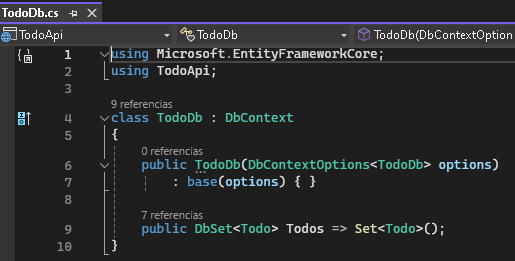 TodoDb.cs
TodoApi
TodoDb
TodoDb(DbContextOption
1 using Microsoft.EntityFrameworkCore;
2 using TodoApi;
3
9 referencias
4 class TodoDb : DbContext
5 {
0 referencias
6 public TodoDb(DbContextOptions<TodoDb> options)
7 : base(options) { }
8
7 referencias
9 public DbSet<Todo> Todos => Set<Todo>();
10 }